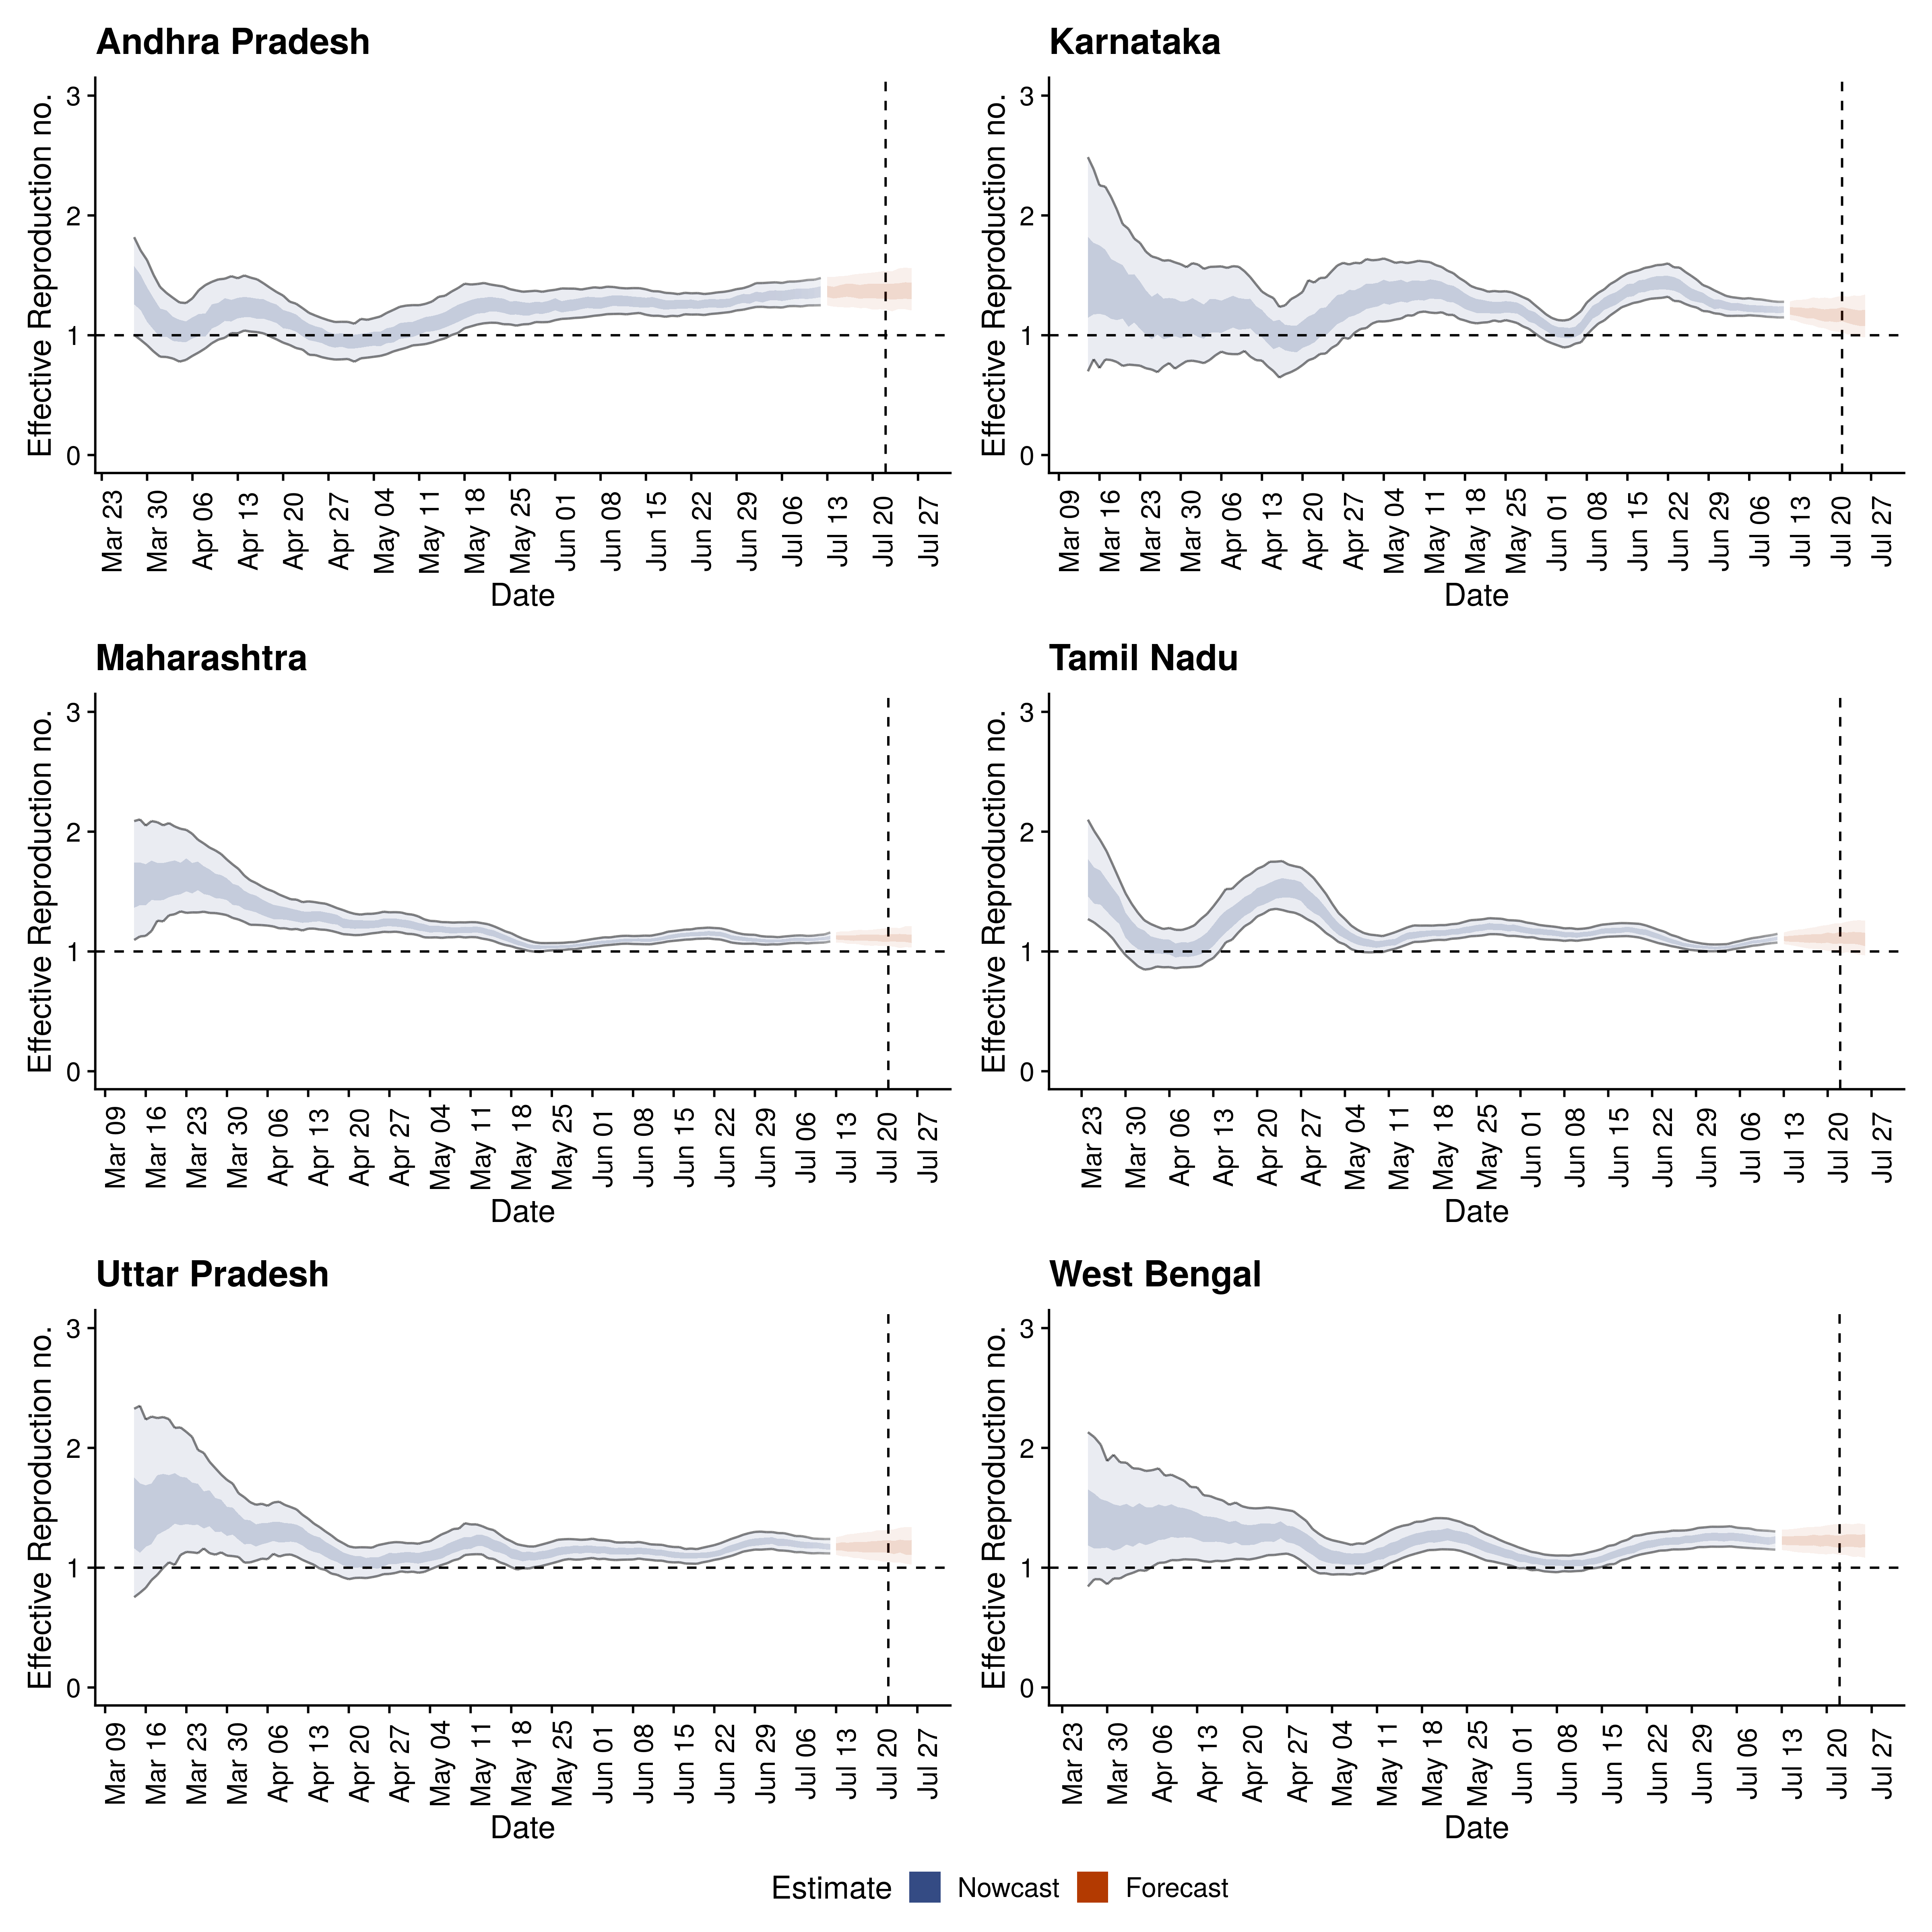 Andhra Pradesh
Effective Reproduction no.
3
2
1
0
Mar 23 Mar 30 Apr 06 Apr 13 Apr 20 Apr 27 May 04 May 11 May 18 May 25 Jun 01 Jun 08 Jun 15 Jun 22 Jun 29 Jul 06 Jul 13 Jul 20 Jul 27
Date
Karnataka
Effective Reproduction no.
3
2
1
0
Mar 09 Mar 16 Mar 23 Mar 30 Apr 06 Apr 13 Apr 20 Apr 27 May 04 May 11 May 18 May 25 Jun 01 Jun 08 Jun 15 Jun 22 Jun 29 Jul 06 Jul 13 Jul 20 Jul 27
Date
Maharashtra
Effective Reproduction no.
3
2
1
0
Mar 09 Mar 16 Mar 23 Mar 30 Apr 06 Apr 13 Apr 20 Apr 27 May 04 May 11 May 18 May 25 Jun 01 Jun 08 Jun 15 Jun 22 Jun 29 Jul 06 Jul 13 Jul 20 Jul 27
Date
Tamil Nadu
Effective Reproduction no.
3
2
1
0
Mar 23 Mar 30 Apr 06 Apr 13 Apr 20 Apr 27 May 04 May 11 May 18 May 25 Jun 01 Jun 08 Jun 15 Jun 22 Jun 29 Jul 06 Jul 13 Jul 20 Jul 27
Date
Uttar Pradesh
Effective Reproduction no.
3
2
1
0
Mar 09 Mar 16 Mar 23 Mar 30 Apr 06 Apr 13 Apr 20 Apr 27 May 04 May 11 May 18 May 25 Jun 01 Jun 08 Jun 15 Jun 22 Jun 29 Jul 06 Jul 13 Jul 20 Jul 27
Date
West Bengal
Effective Reproduction no.
3
2
1
0
Mar 23 Mar 30 Apr 06 Apr 13 Apr 20 Apr 27 May 04 May 11 May 18 May 25 Jun 01 Jun 08 Jun 15 Jun 22 Jun 29 Jul 06 Jul 13 Jul 20 Jul 27
Date
Estimate Nowcast Forecast